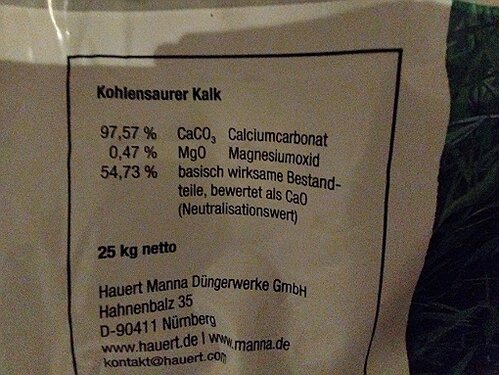 Kohlensaurer Kalk
97,57 % CaCO₃ Calciumcarbonat
0,47 % MgO Magnesiumoxid
54,73 % basisch wirksame Bestand-
teile, bewertet als CaO
(Neutralisationswert)
25 kg netto
Hauert Manna Düngerwerke GmbH
Hahnenbalz 35
D-90411 Nürnberg
www.hauert.de | www.manna.de
kontakt@hauert.com